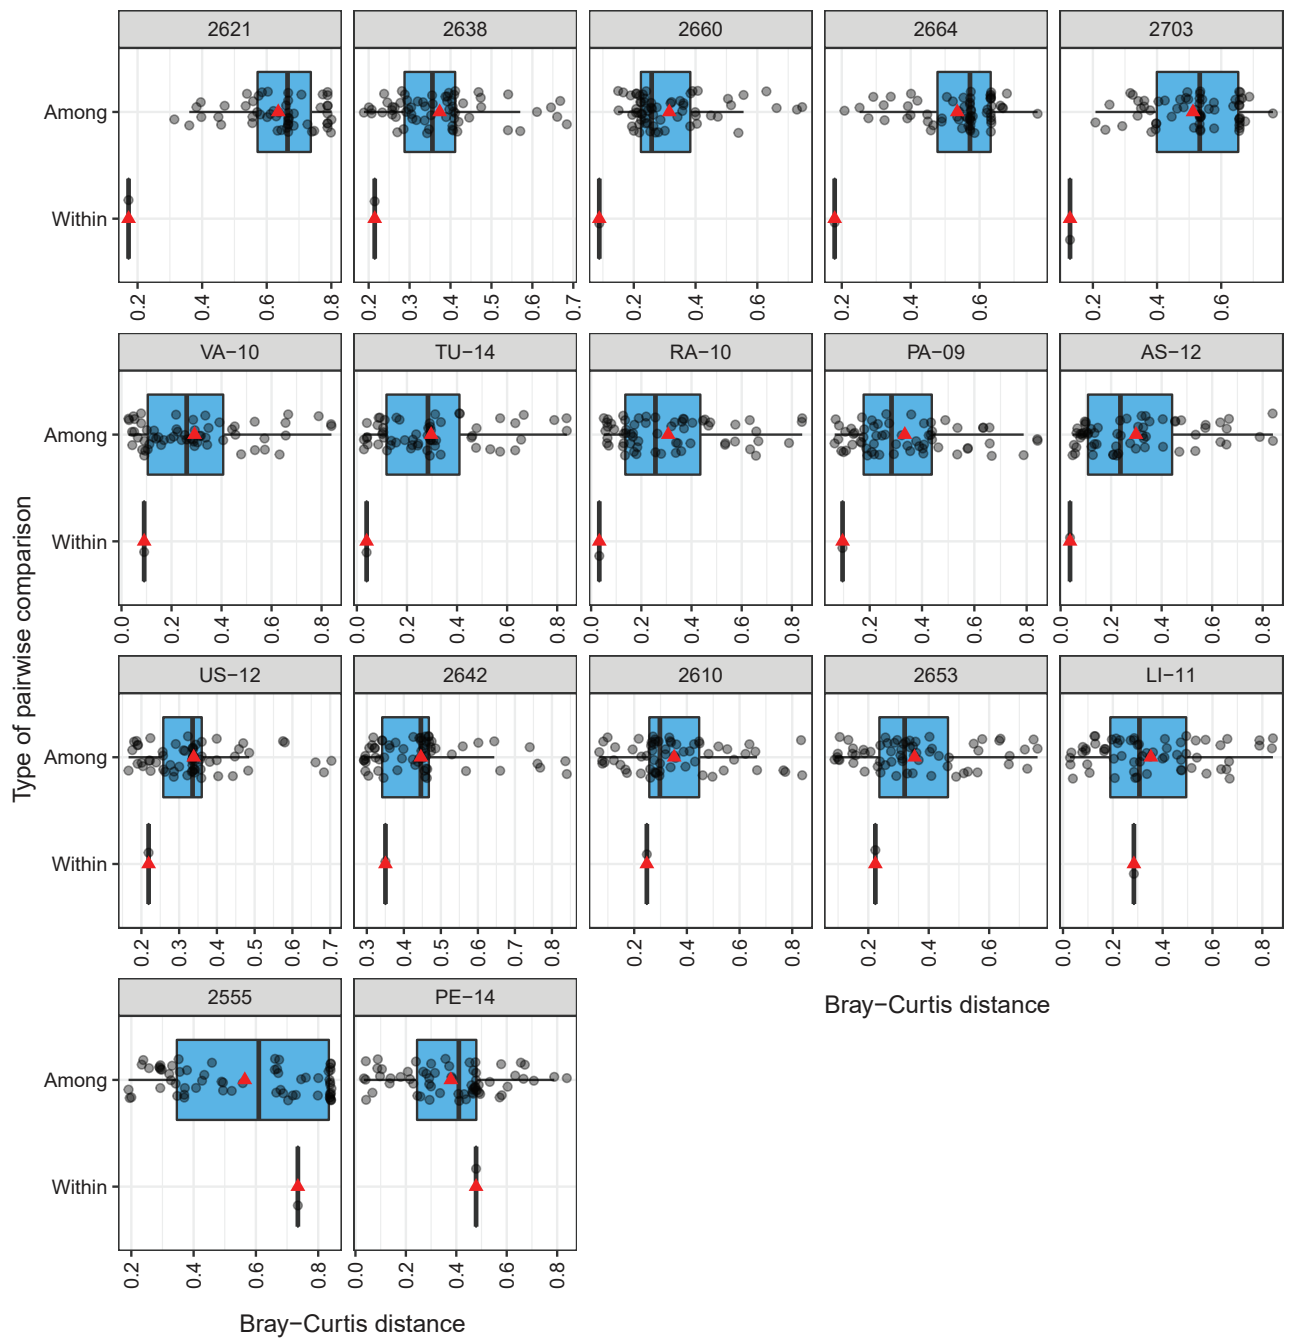 2621 2638 2660 2664 2703
Among
Within
0.2 0.4 0.6 0.8 0.2 0.3 0.4 0.5 0.6 0.7 0.2 0.4 0.6 0.2 0.4 0.6 0.2 0.4 0.6
VA−10 TU−14 RA−10 PA−09 AS−12
Among
Within
0.0 0.2 0.4 0.6 0.8 0.0 0.2 0.4 0.6 0.8 0.0 0.2 0.4 0.6 0.8 0.0 0.2 0.4 0.6 0.8 0.0 0.2 0.4 0.6 0.8
Type of pairwise comparison
US−12 2642 2610 2653 LI−11
Among
Within
0.2 0.3 0.4 0.5 0.6 0.7 0.3 0.4 0.5 0.6 0.7 0.8 0.2 0.4 0.6 0.8 0.2 0.4 0.6 0.0 0.2 0.4 0.6 0.8
2555 PE−14
Bray−Curtis distance
Among
Within
0.2 0.4 0.6 0.8 0.0 0.2 0.4 0.6 0.8
Bray−Curtis distance